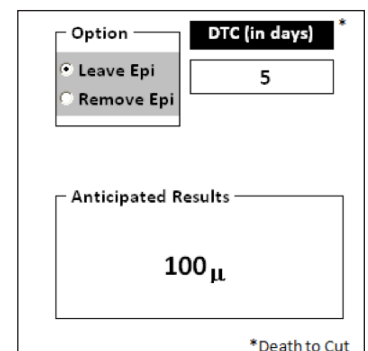 Option
DTC (in days) *
Leave Epi
5
Remove Epi
Anticipated Results
100 μ
*Death to Cut